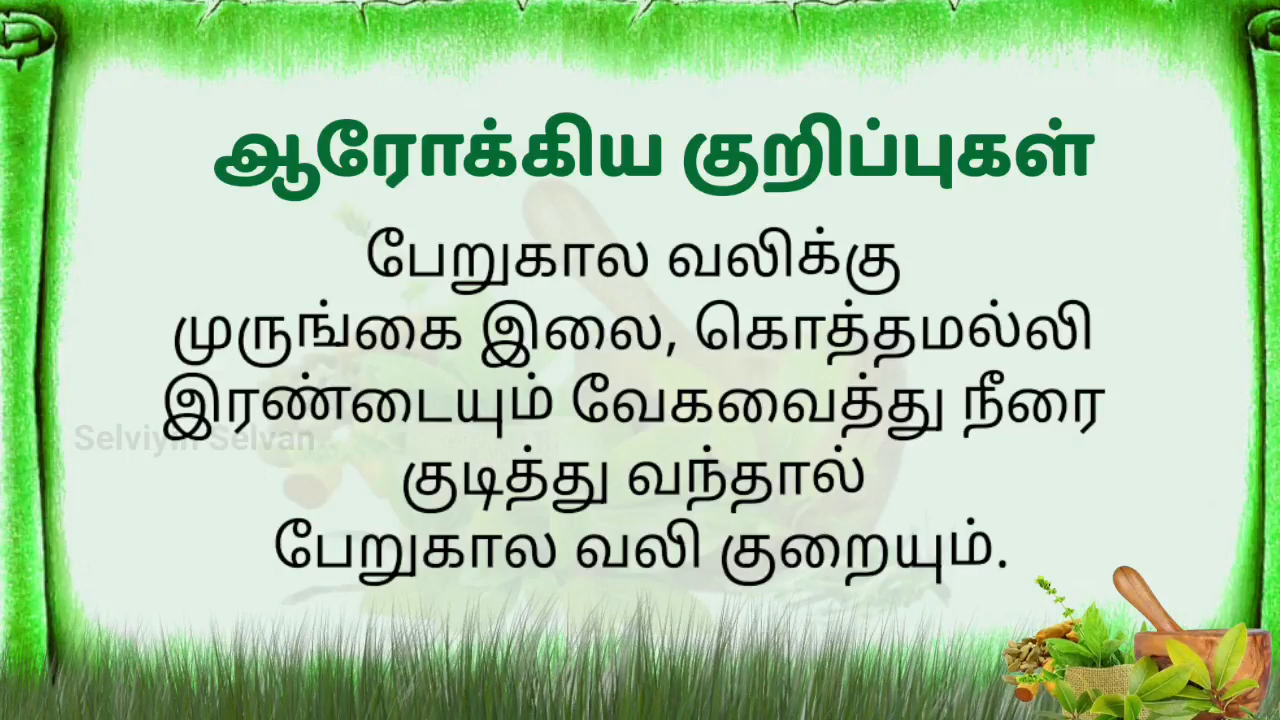 ஆரோக்கிய குறிப்புகள்
பேறுகால வலிக்கு
முருங்கை இலை, கொத்தமல்லி
இரண்டையும் வேகவைத்து நீரை
Selviyin Selvan
குடித்து வந்தால்
பேறுகால வலி குறையும்.